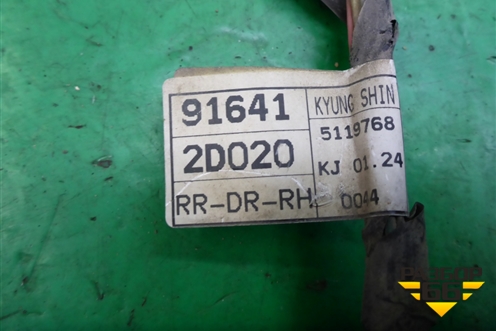 91641
2D020
RR-DR-RH
KYUNG SHIN
5119768
KJ 01.24
0044